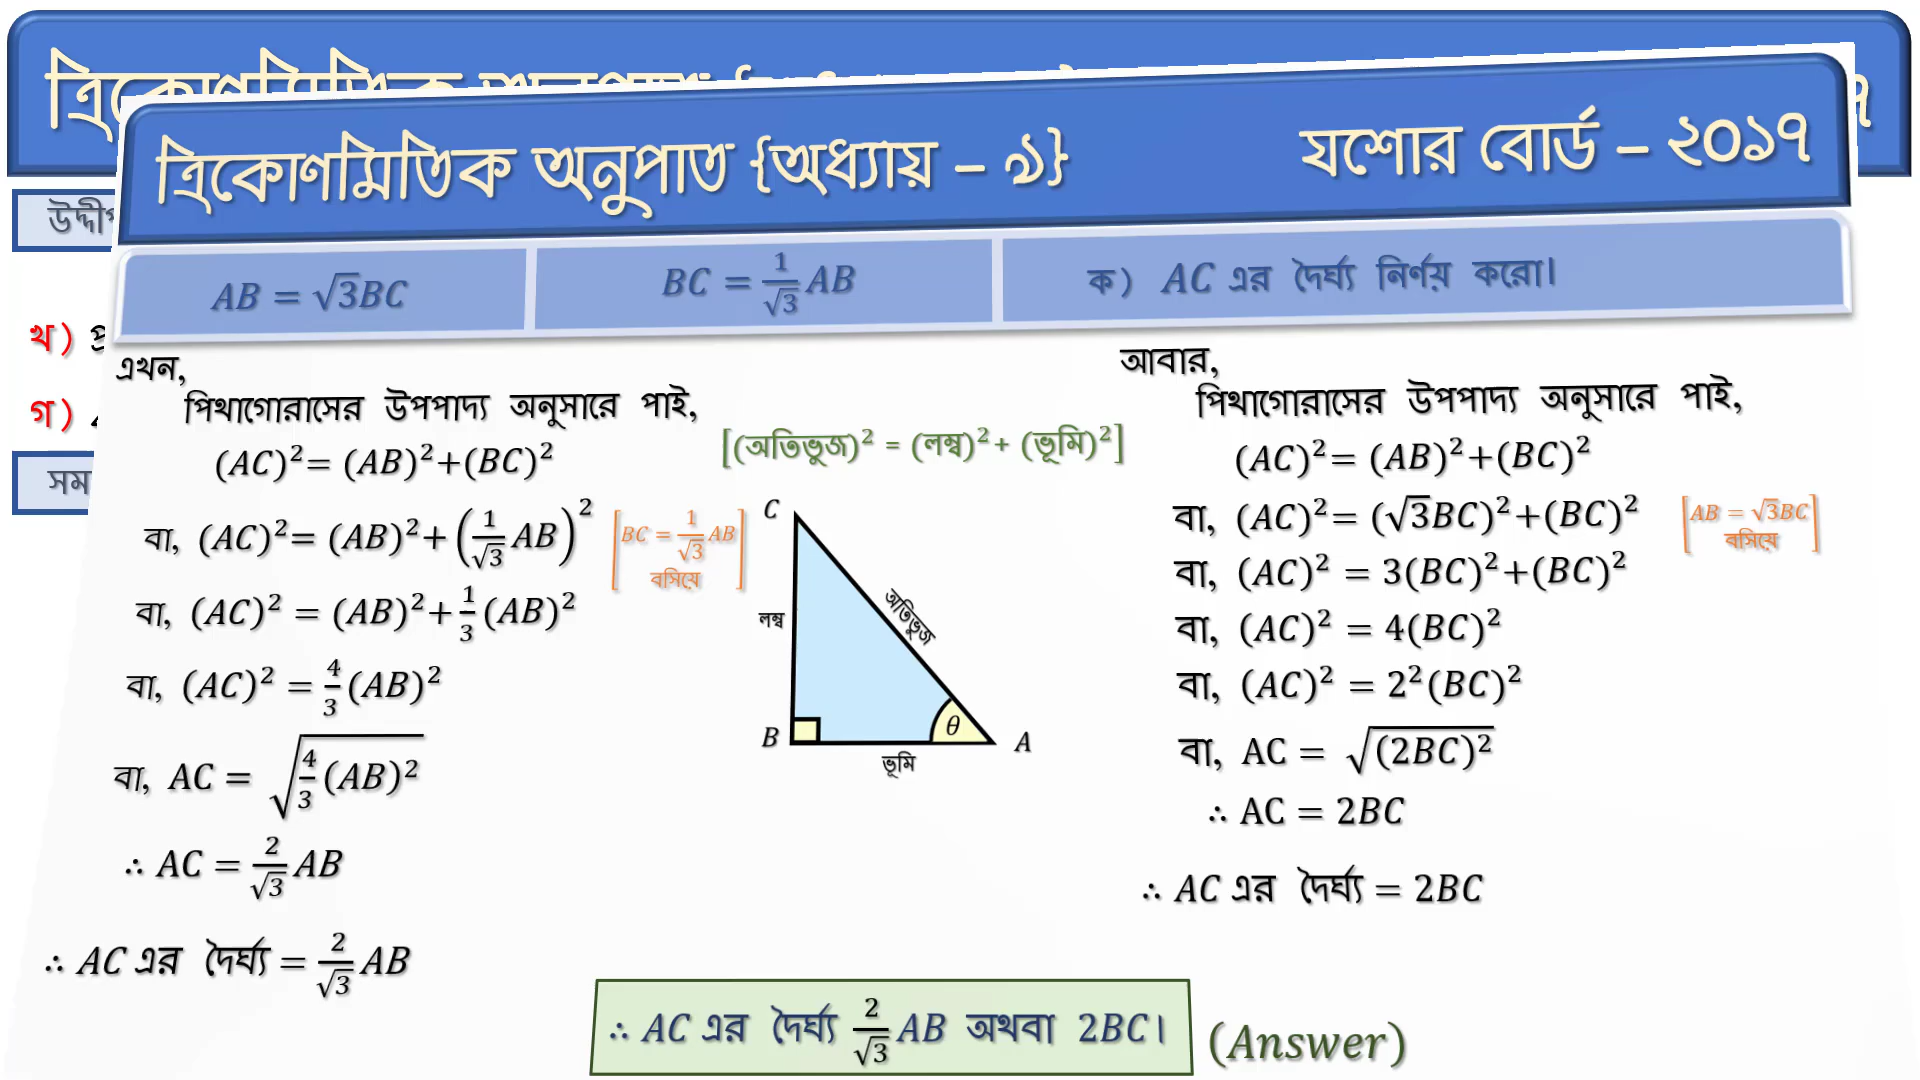 ত্রিকোণমিতিক অনুপাত {অধ্যায় – ৯} যশোর বোর্ড – ২০১৭
AB = √3BC
BC = 1/√3 AB
ক) AC এর দৈর্ঘ্য নির্ণয় করো।
খ)
গ)
এখন,
পিথাগোরাসের উপপাদ্য অনুসারে পাই,
(AC)² = (AB)²+(BC)²
[(অতিভুজ)² = (লম্ব)²+ (ভূমি)²]
বা, (AC)²= (AB)²+(1/√3 AB)²
[BC = 1/√3 AB
বসিয়ে]
বা, (AC)² = (AB)²+1/3 (AB)²
বা, (AC)² = 4/3 (AB)²
বা, AC = √(4/3 (AB)²)
∴ AC = 2/√3 AB
∴ AC এর দৈর্ঘ্য = 2/√3 AB
C
লম্ব
অতিভুজ
B
θ
A
ভূমি
আবার,
পিথাগোরাসের উপপাদ্য অনুসারে পাই,
(AC)²= (AB)²+(BC)²
বা, (AC)²= (√3BC)²+(BC)²
[AB = √3BC
বসিয়ে]
বা, (AC)² = 3(BC)²+(BC)²
বা, (AC)² = 4(BC)²
বা, (AC)² = 2²(BC)²
বা, AC = √((2BC)²)
∴ AC = 2BC
∴ AC এর দৈর্ঘ্য = 2BC
∴ AC এর দৈর্ঘ্য 2/√3 AB অথবা 2BC। (Answer)